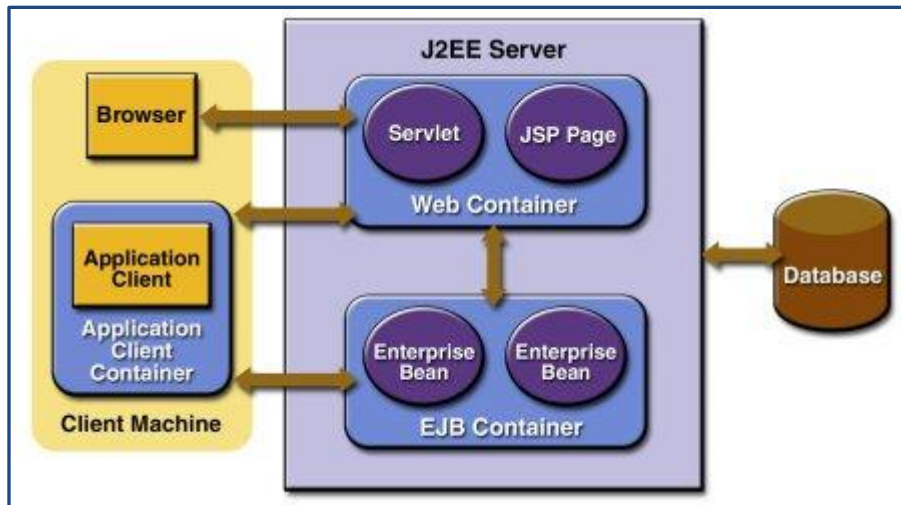 J2EE Server
Browser
Servlet
JSP Page
Web Container
Application
Client
Application
Client
Container
Client Machine
Enterprise
Bean
Enterprise
Bean
EJB Container
Database